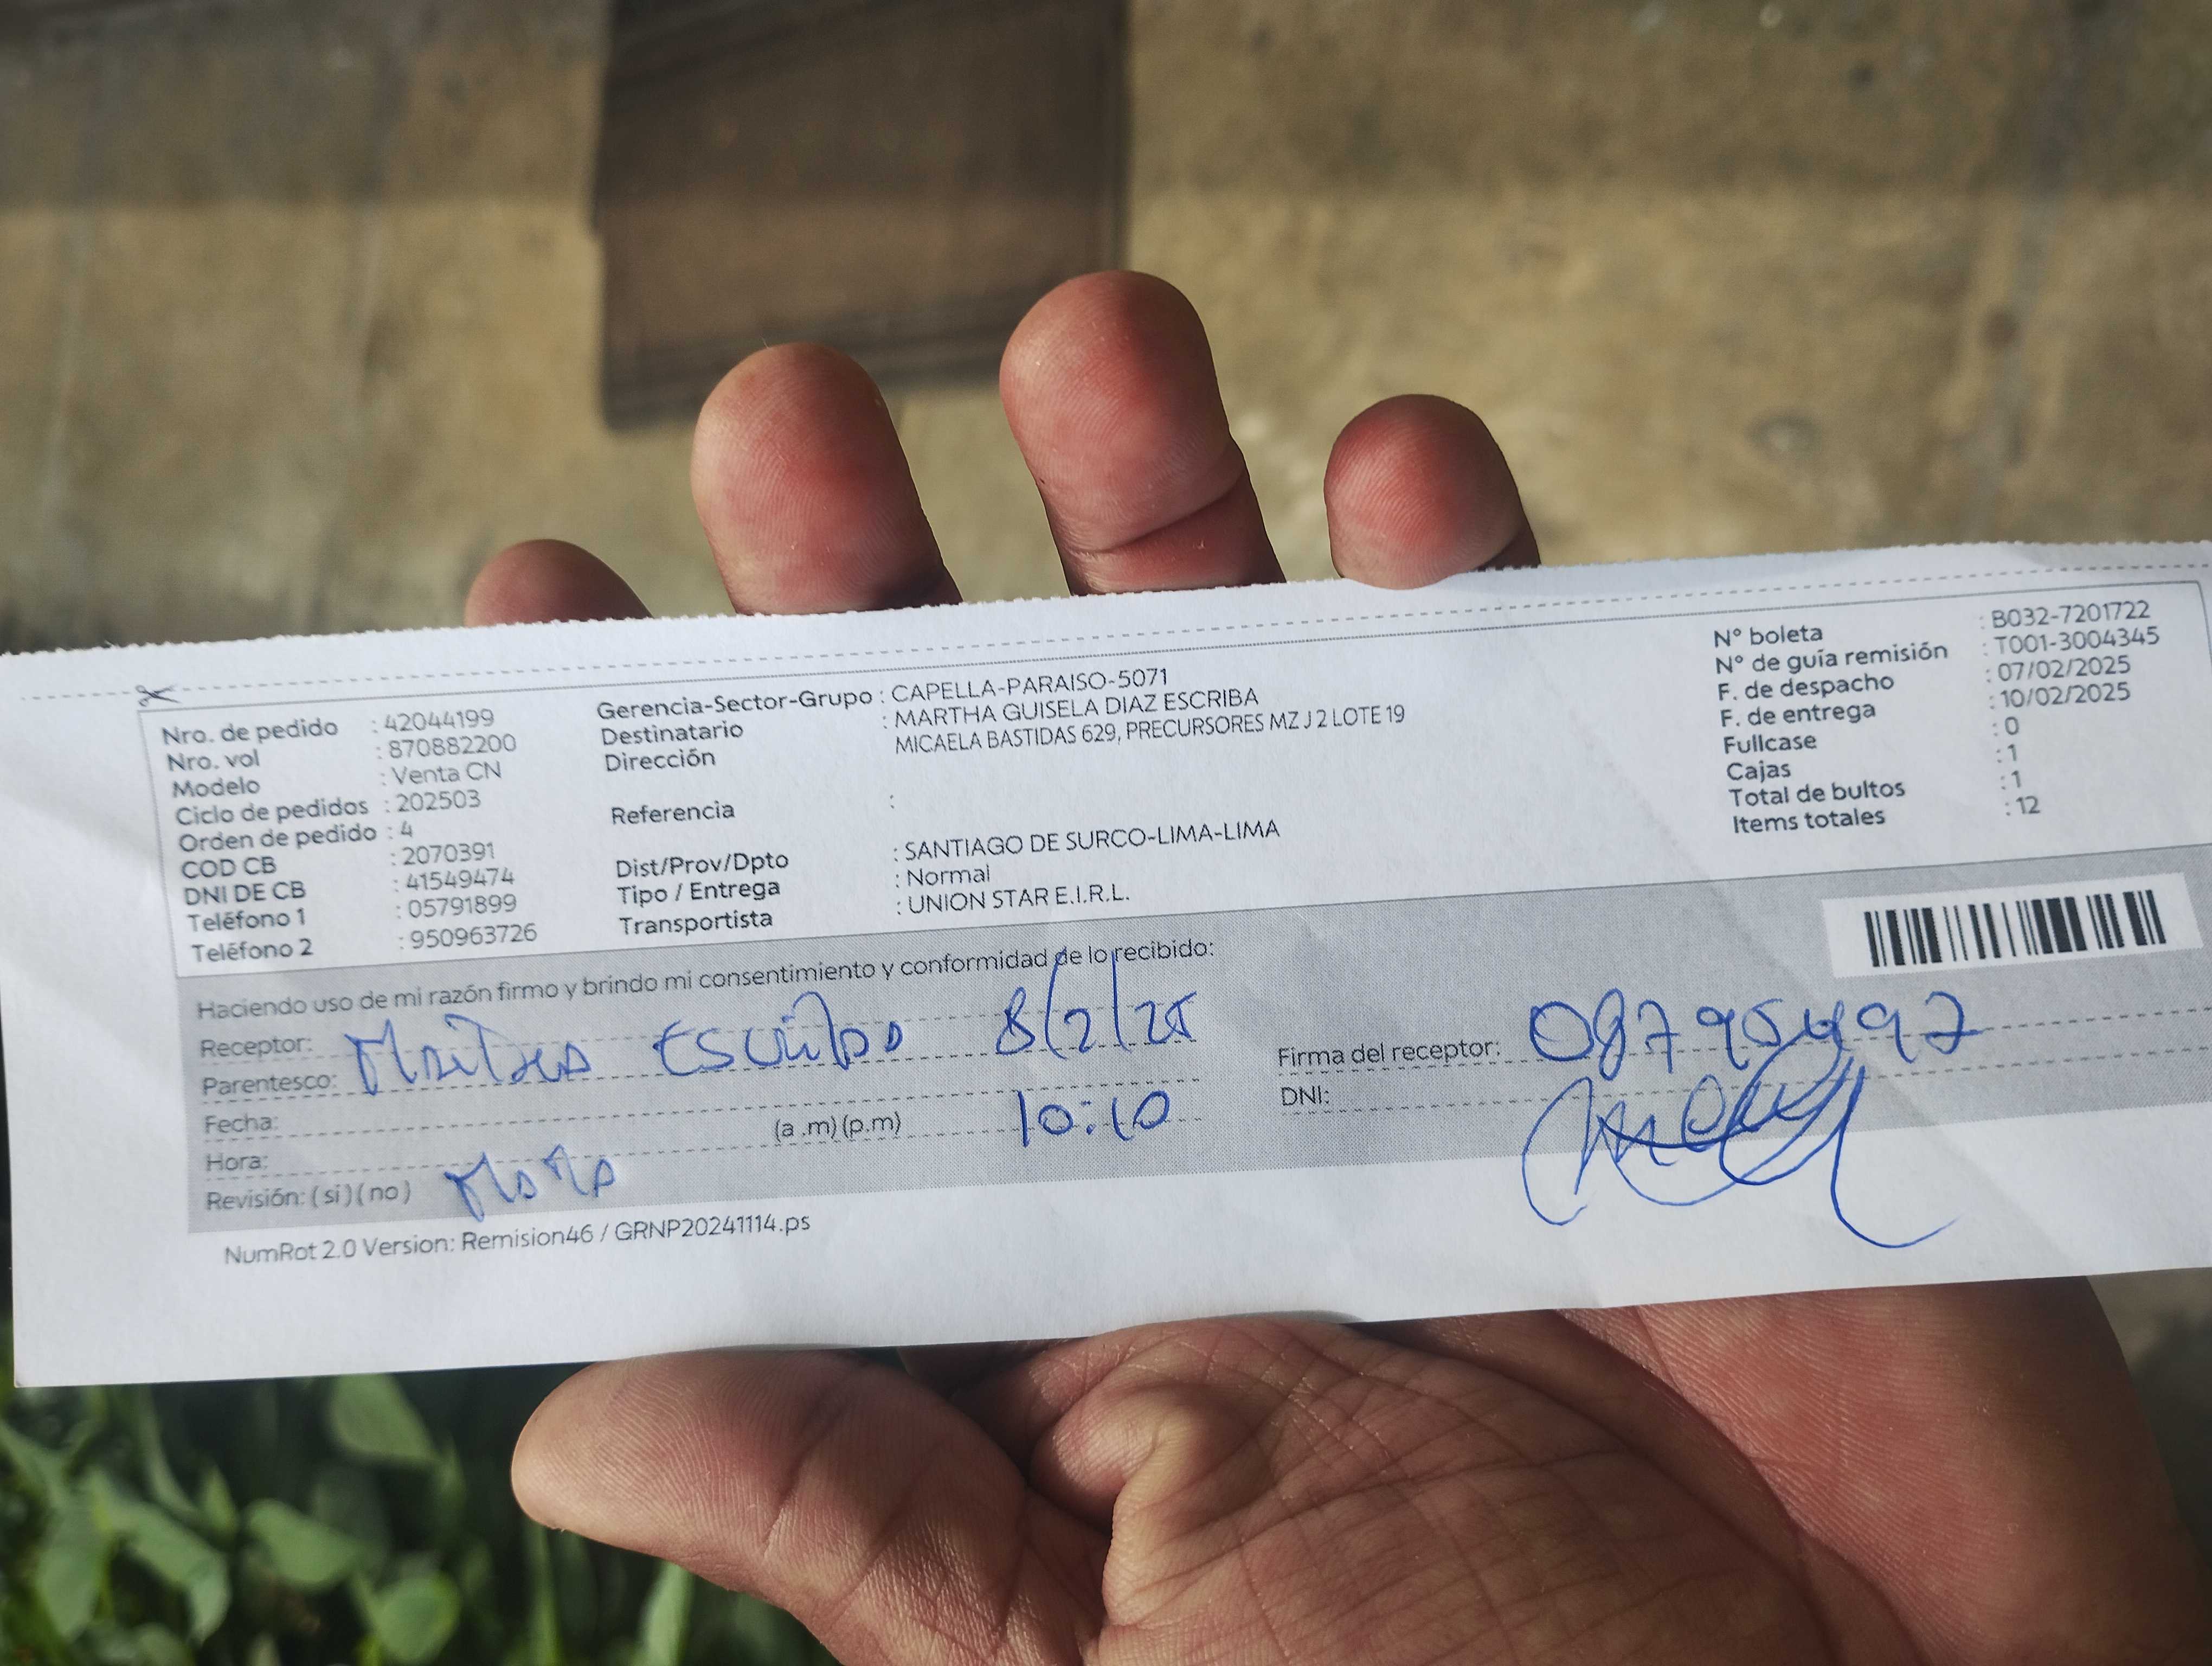 Nro. de pedido : 42044199
Nro. vol : 870882200
Modelo : Venta CN
Ciclo de pedidos : 202503
Orden de pedido : 4
COD CB : 2070391
DNI DE CB : 41549474
Teléfono 1 : 05791899
Teléfono 2 : 950963726
Gerencia-Sector-Grupo : CAPELLA-PARAISO-5071
Destinatario : MARTHA GUISELA DIAZ ESCRIBA
Dirección MICAELA BASTIDAS 629, PRECURSORES MZ J 2 LOTE 19
Referencia :
Dist/Prov/Dpto : SANTIAGO DE SURCO-LIMA-LIMA
Tipo / Entrega : Normal
Transportista : UNION STAR E.I.R.L.
N° boleta : B032-7201722
N° de guía remisión : T001-3004345
F. de despacho : 07/02/2025
F. de entrega : 10/02/2025
Fullcase : 0
Cajas : 1
Total de bultos : 1
Items totales : 12
Haciendo uso de mi razón firmo y brindo mi consentimiento y conformidad de lo recibido:
Receptor: 8/2/25
Parentesco:
Fecha:
Hora: (a .m) (p.m) 10:10
Revisión: ( si ) ( no )
Firma del receptor:
DNI:
NumRot 2.0 Version: Remision46 / GRNP20241114.ps